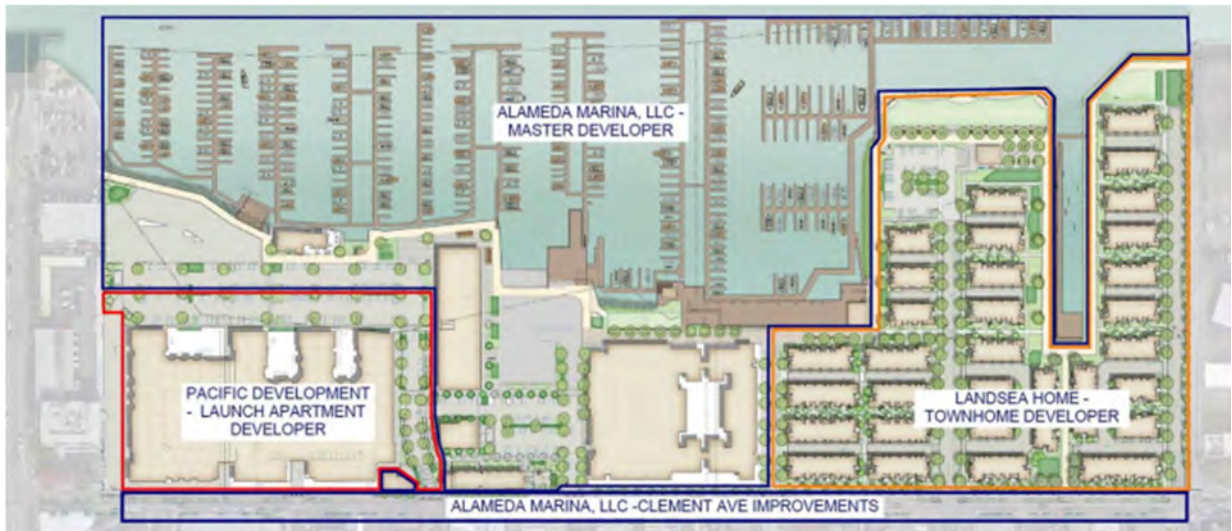 ALAMEDA MARINA, LLC -
MASTER DEVELOPER
PACIFIC DEVELOPMENT
- LAUNCH APARTMENT
DEVELOPER
LANDSEA HOME -
TOWNHOME DEVELOPER
ALAMEDA MARINA, LLC -CLEMENT AVE IMPROVEMENTS